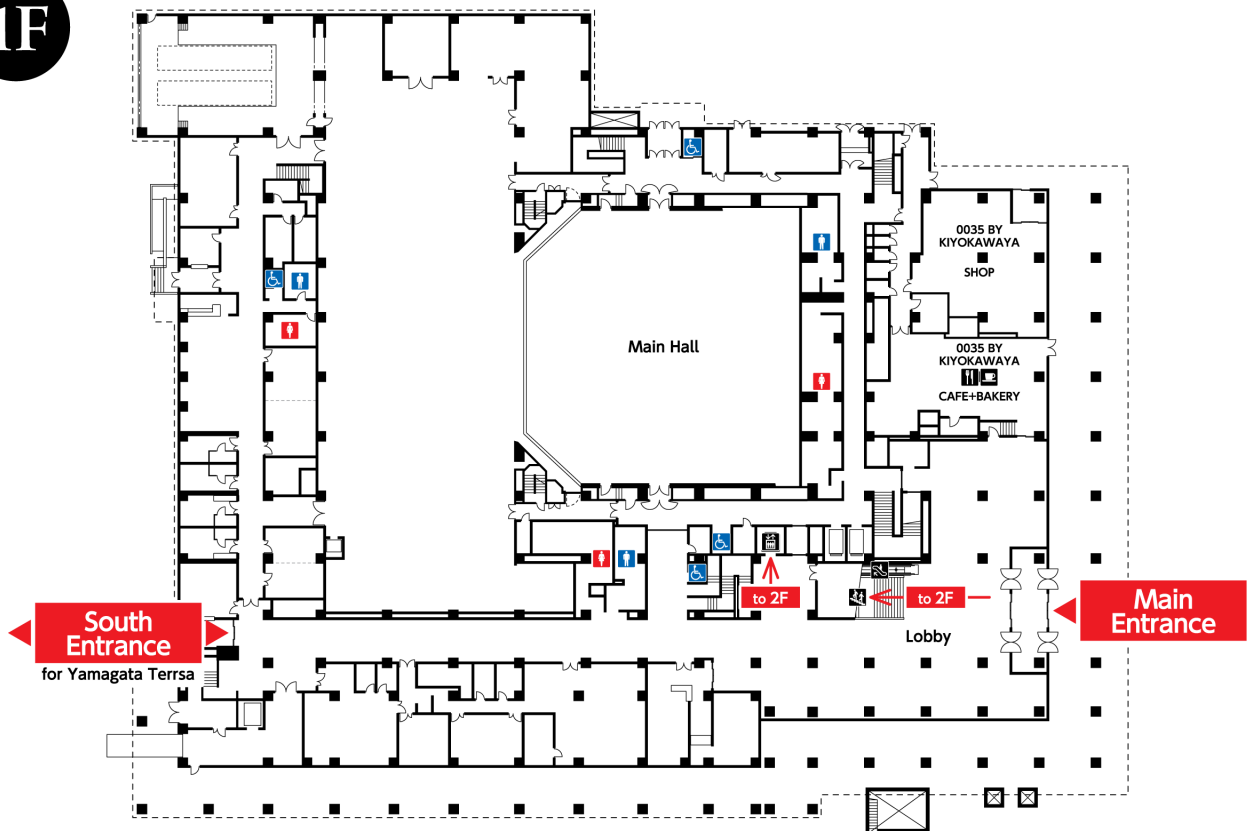 1F
0035 BY
KIYOKAWAYA
SHOP
Main Hall
0035 BY
KIYOKAWAYA
CAFE+BAKERY
to 2F
to 2F
Main
Entrance
South
Entrance
for Yamagata Terrsa
Lobby